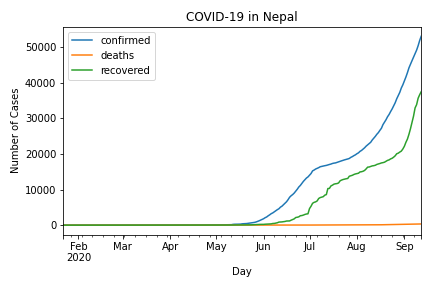 COVID-19 in Nepal
confirmed
deaths
recovered
Number of Cases
50000
40000
30000
20000
10000
0
Feb Mar Apr May Jun Jul Aug Sep
2020
Day